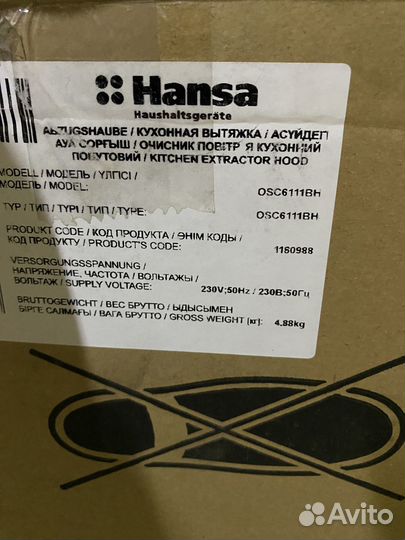 Hansa
Haushaltsgeräte
ABZUGSHAUBE / КУХОННАЯ ВЫТЯЖКА / АСҮЙДЕГІ
АУА СОРҒЫШ / ОЧИСНИК ПОВІТР Я КУХОННИЙ
ПОБУТОВИЙ / KITCHEN EXTRACTOR HOOD
MODELL / МОДЕЛЬ / ҮЛГІСІ /
МОДЕЛЬ / MODEL: OSC6111BH
TYP / ТИП / ТҮРІ / ТИП / TYPE: OSC6111BH
PRODUKT CODE / КОД ПРОДУКТА / ӨНІМ КОДЫ /
КОД ПРОДУКТУ / PRODUCT'S CODE: 1160988
VERSORGUNGSSPANNUNG /
НАПРЯЖЕНИЕ, ЧАСТОТА / ВОЛЬТАЖЫ /
ВОЛЬТАЖ / SUPPLY VOLTAGE: 230V;50Hz / 230В;50Гц
BRUTTOGEWICHT / ВЕС БРУТТО / ЫДЫСЫМЕН
БІРГЕ САЛМАҒЫ / ВАГА БРУТТО / GROSS WEIGHT [кг]: 4.88kg
Avito